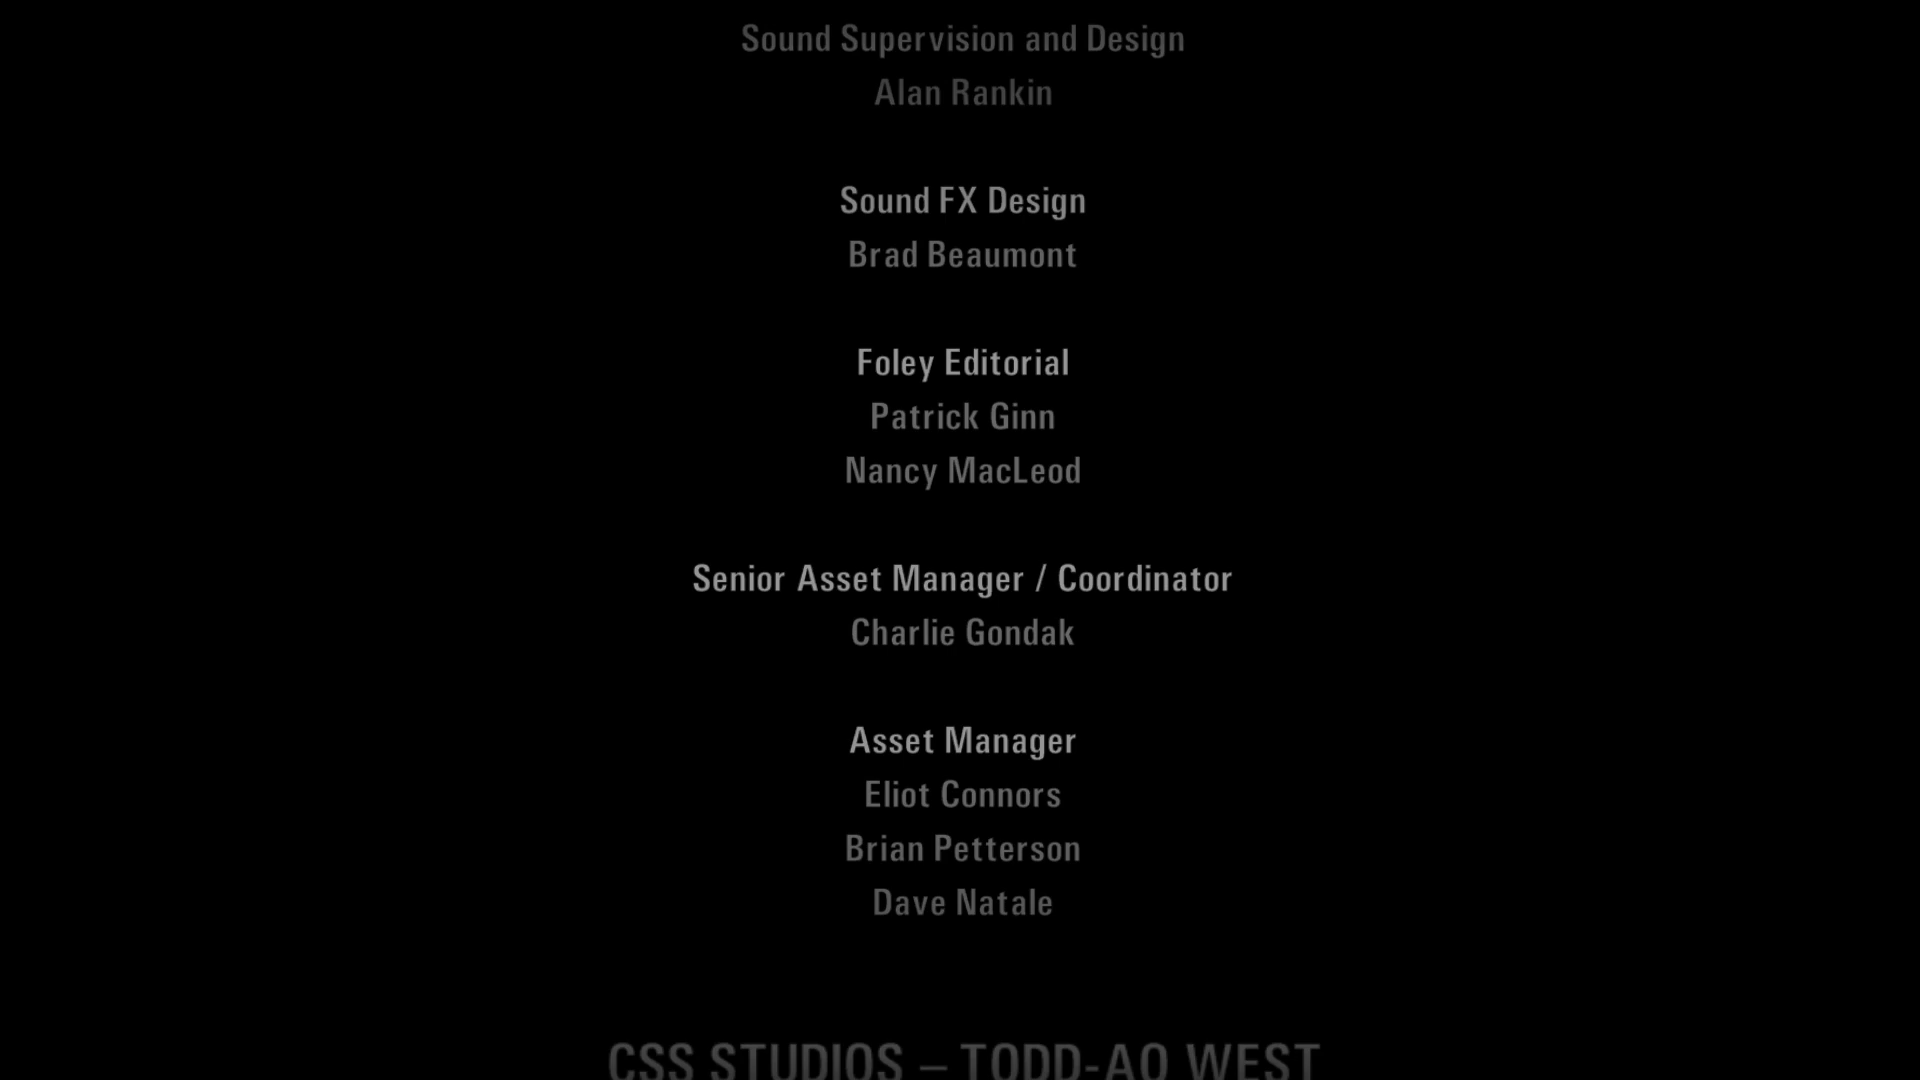 Sound Supervision and Design
Alan Rankin
Sound FX Design
Brad Beaumont
Foley Editorial
Patrick Ginn
Nancy MacLeod
Senior Asset Manager / Coordinator
Charlie Gondak
Asset Manager
Eliot Connors
Brian Petterson
Dave Natale
CSS STUDIOS – TODD-AO WEST